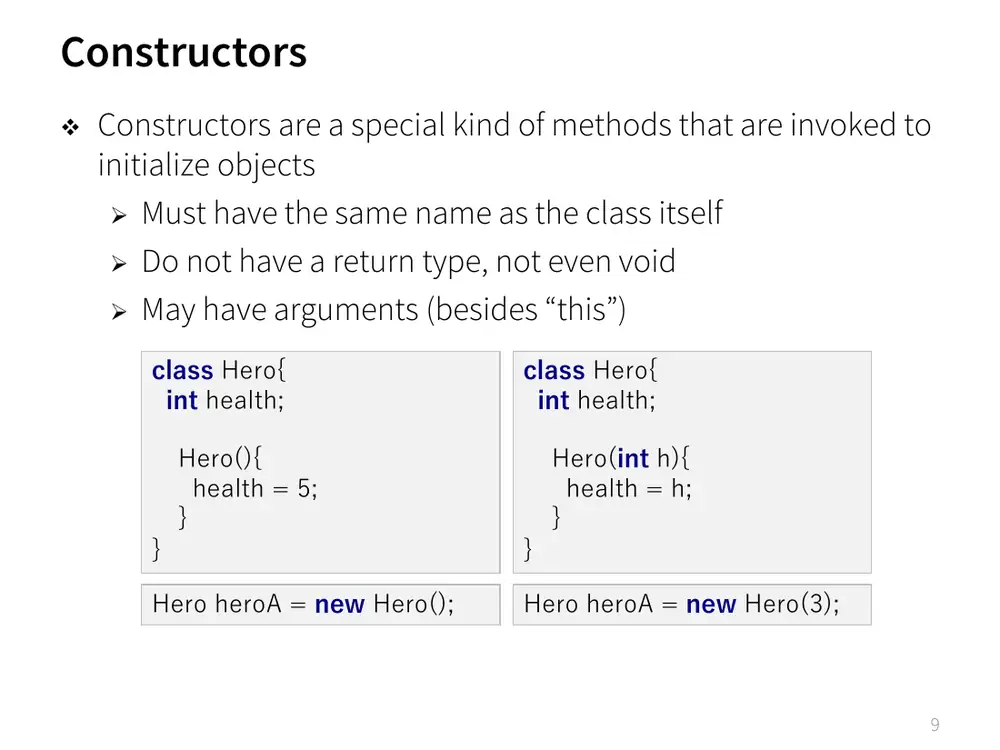 Constructors
❖ Constructors are a special kind of methods that are invoked to
initialize objects
➢ Must have the same name as the class itself
➢ Do not have a return type, not even void
➢ May have arguments (besides “this”)
class Hero{
int health;
Hero(){
health = 5;
}
}
Hero heroA = new Hero();
class Hero{
int health;
Hero(int h){
health = h;
}
}
Hero heroA = new Hero(3);
9